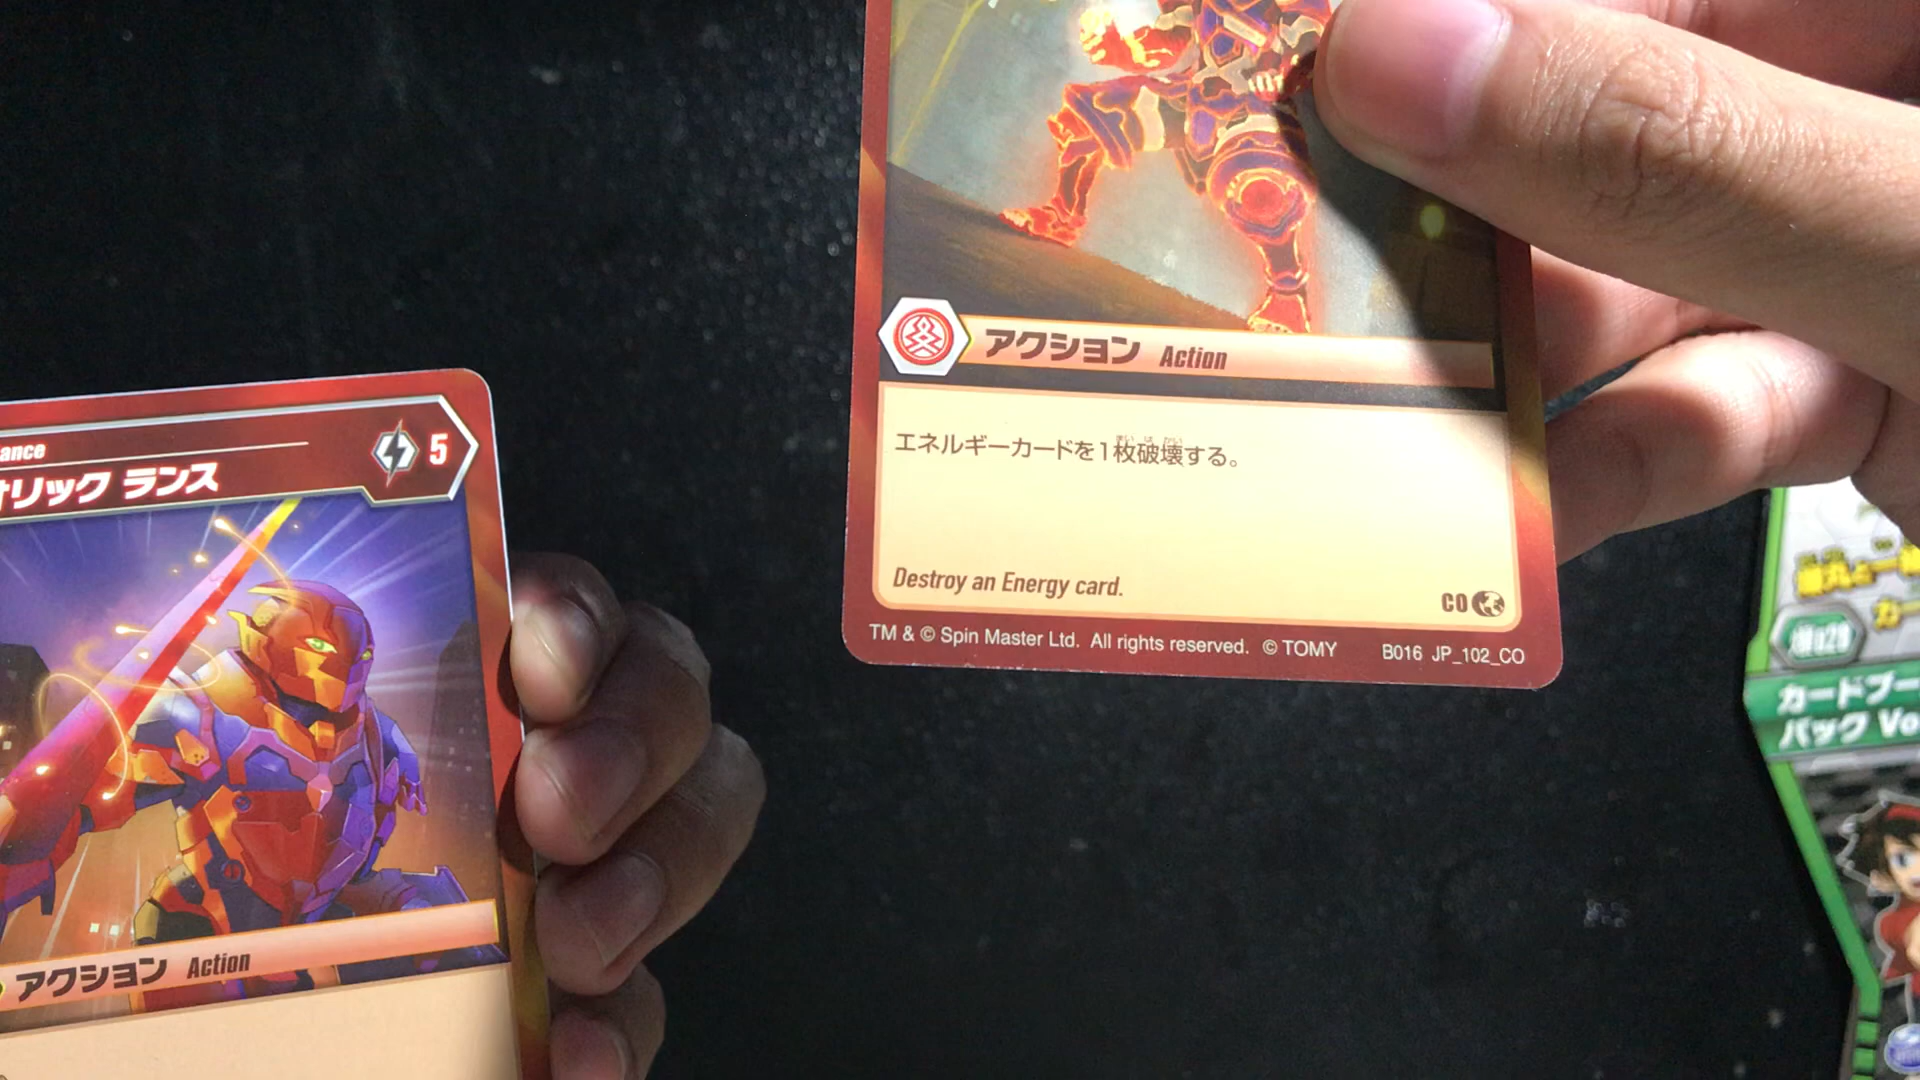 アクション Action
エネルギーカードを1枚破壊する。
Destroy an Energy card.
CO
TM & © Spin Master Ltd. All rights reserved. © TOMY
B016 JP_102_CO
ance
リック ランス
5
アクション Action
カードブー
パック Vo